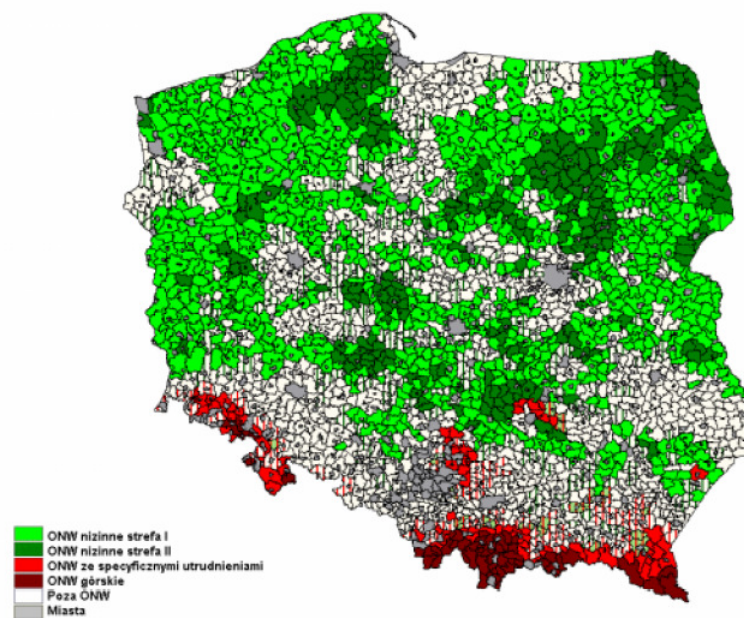 ONW nizinne strefa I
ONW nizinne strefa II
ONW ze specyficznymi utrudnieniami
ONW górskie
Poza ONW
Miasta